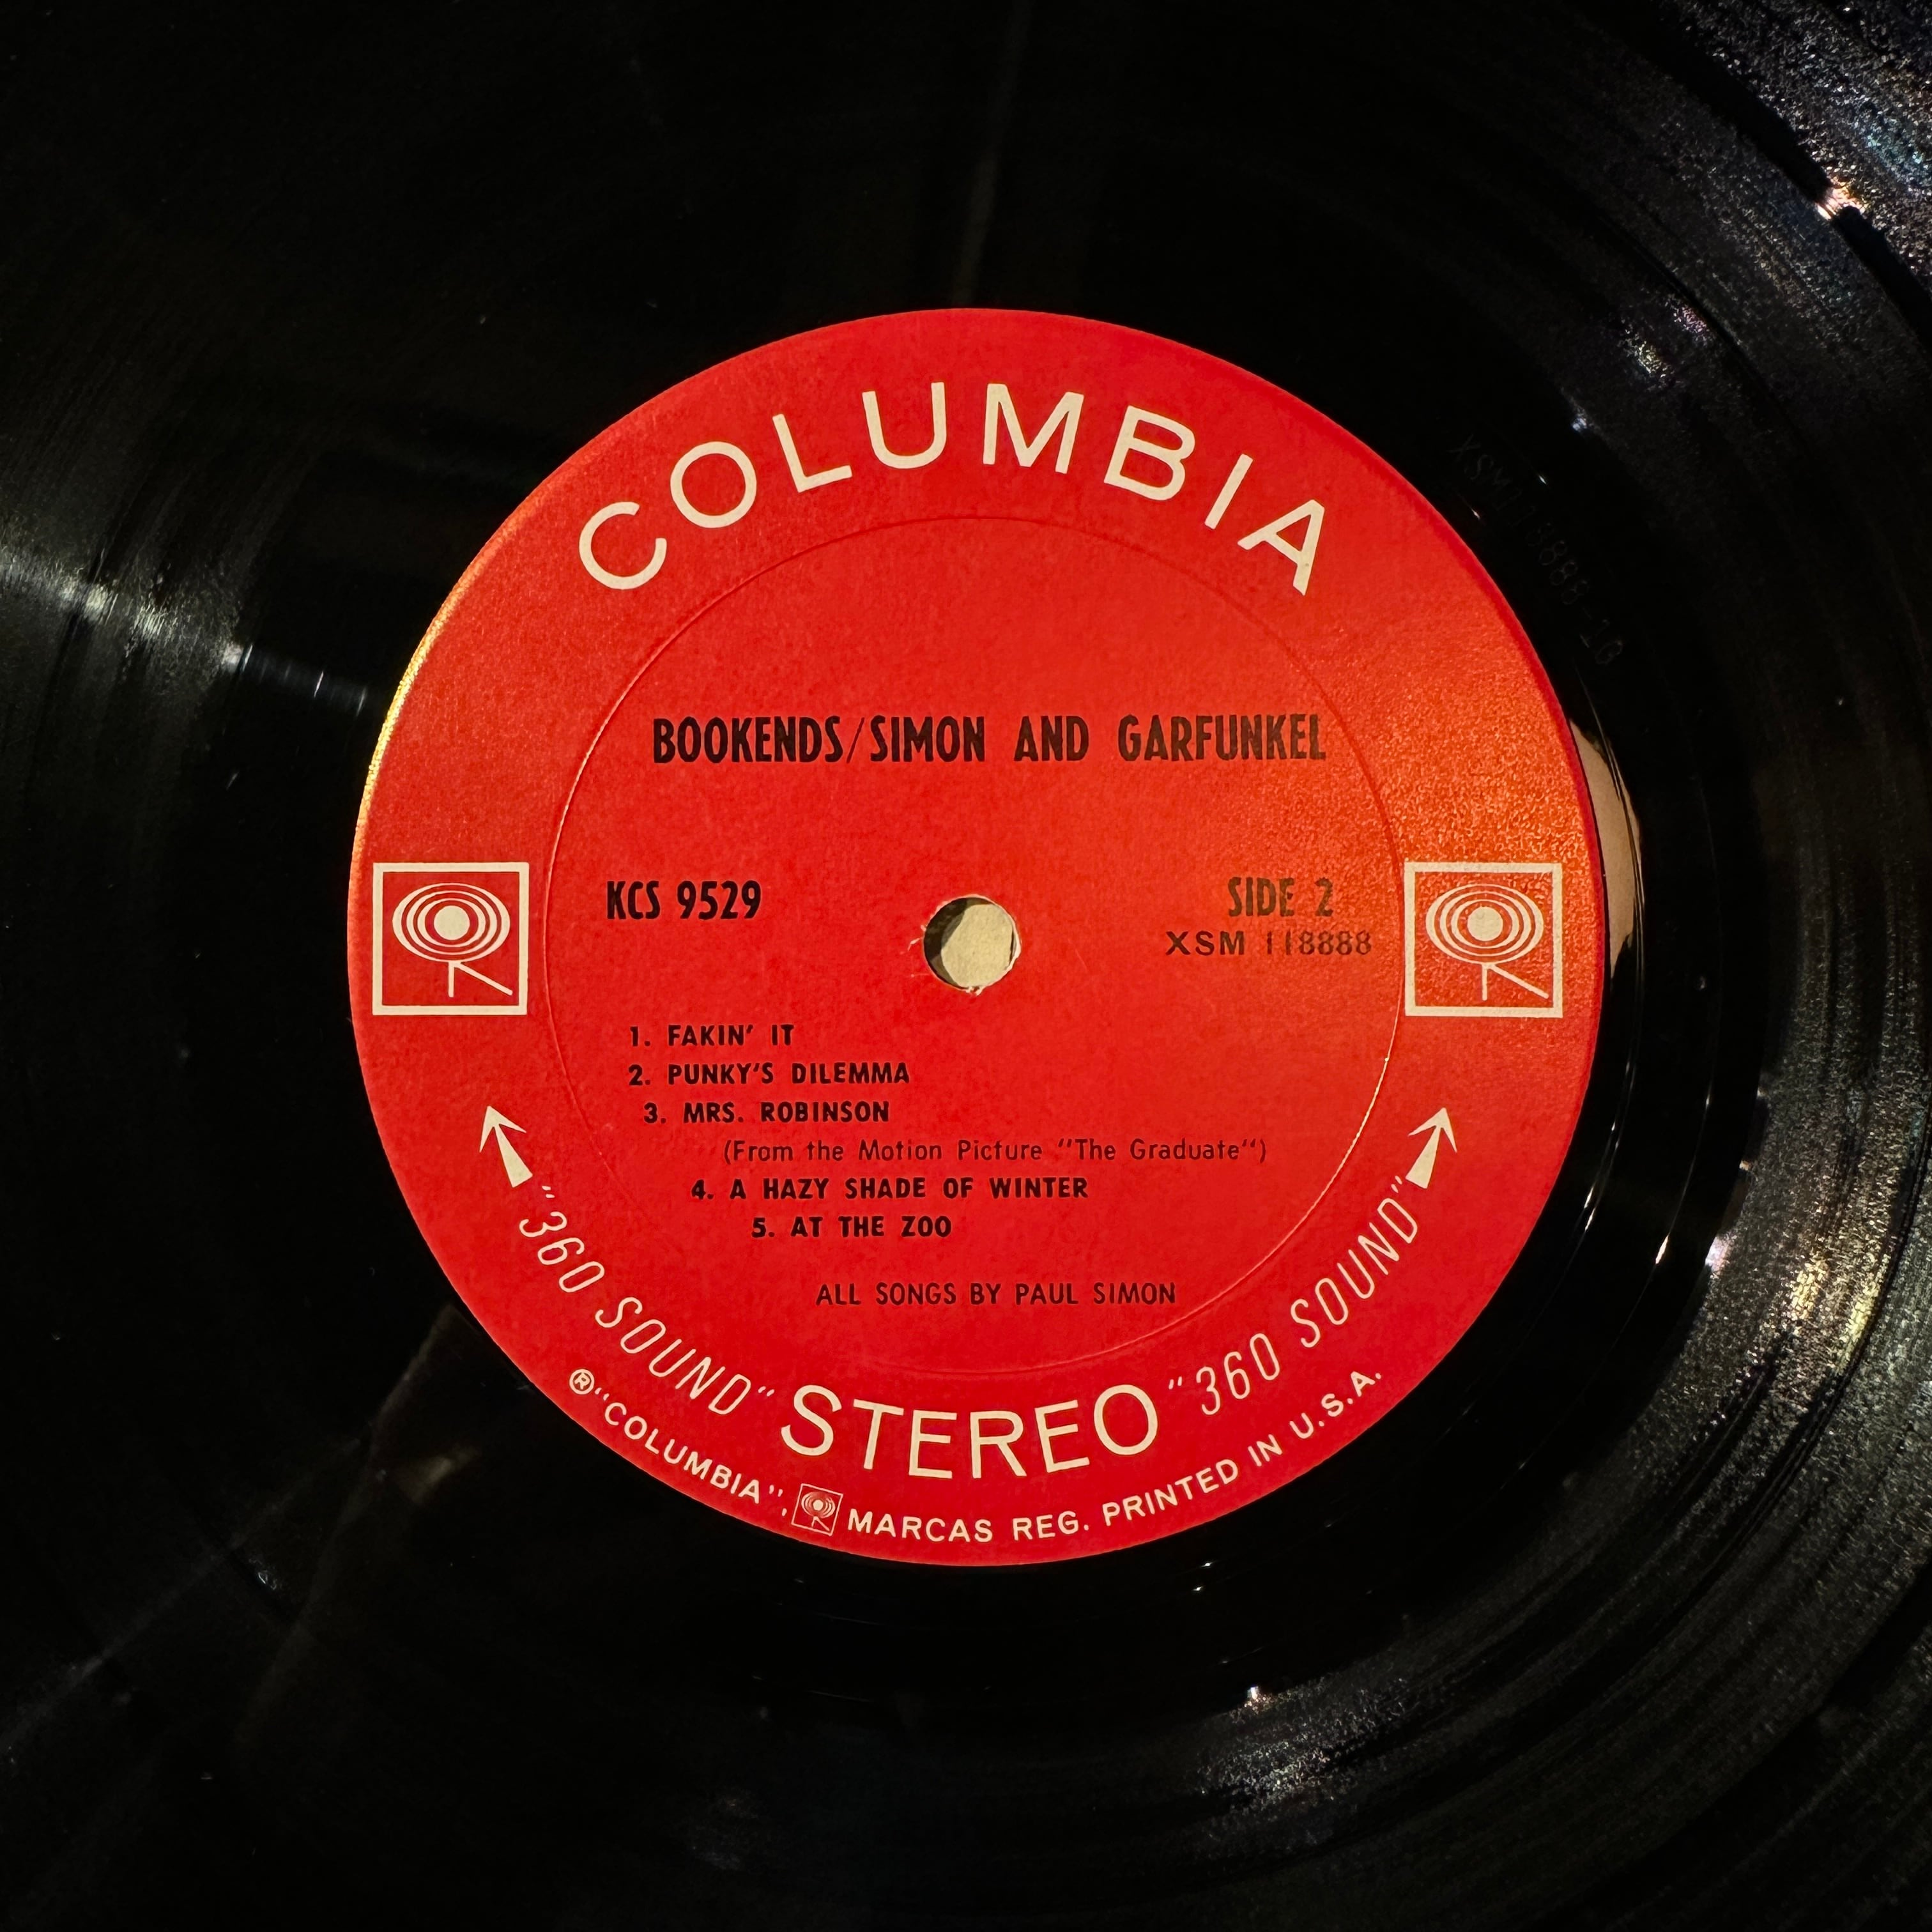 COLUMBIA
BOOKENDS/SIMON AND GARFUNKEL
KCS 9529
SIDE 2
XSM 118888
1. FAKIN' IT
2. PUNKY'S DILEMMA
3. MRS. ROBINSON
(From the Motion Picture "The Graduate")
4. A HAZY SHADE OF WINTER
5. AT THE ZOO
ALL SONGS BY PAUL SIMON
"360 SOUND" STEREO "360 SOUND"
®"COLUMBIA", MARCAS REG. PRINTED IN U.S.A.